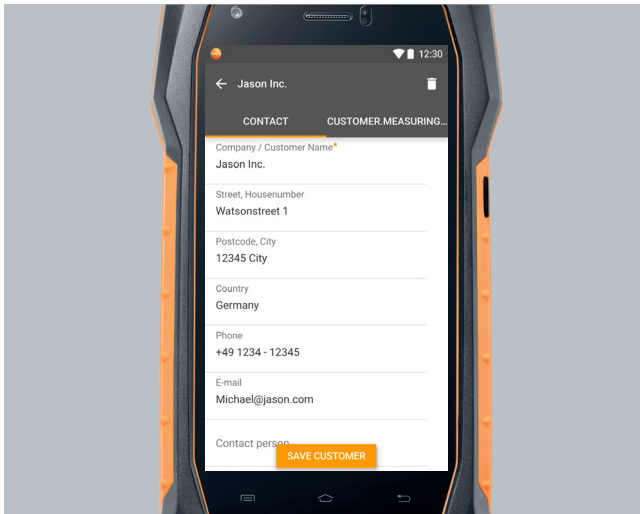 12:30
Jason Inc.
CONTACT CUSTOMER.MEASURING...
Company / Customer Name*
Jason Inc.
Street, Housenumber
Watsonstreet 1
Postcode, City
12345 City
Country
Germany
Phone
+49 1234 - 12345
E-mail
Michael@jason.com
Contact person
SAVE CUSTOMER